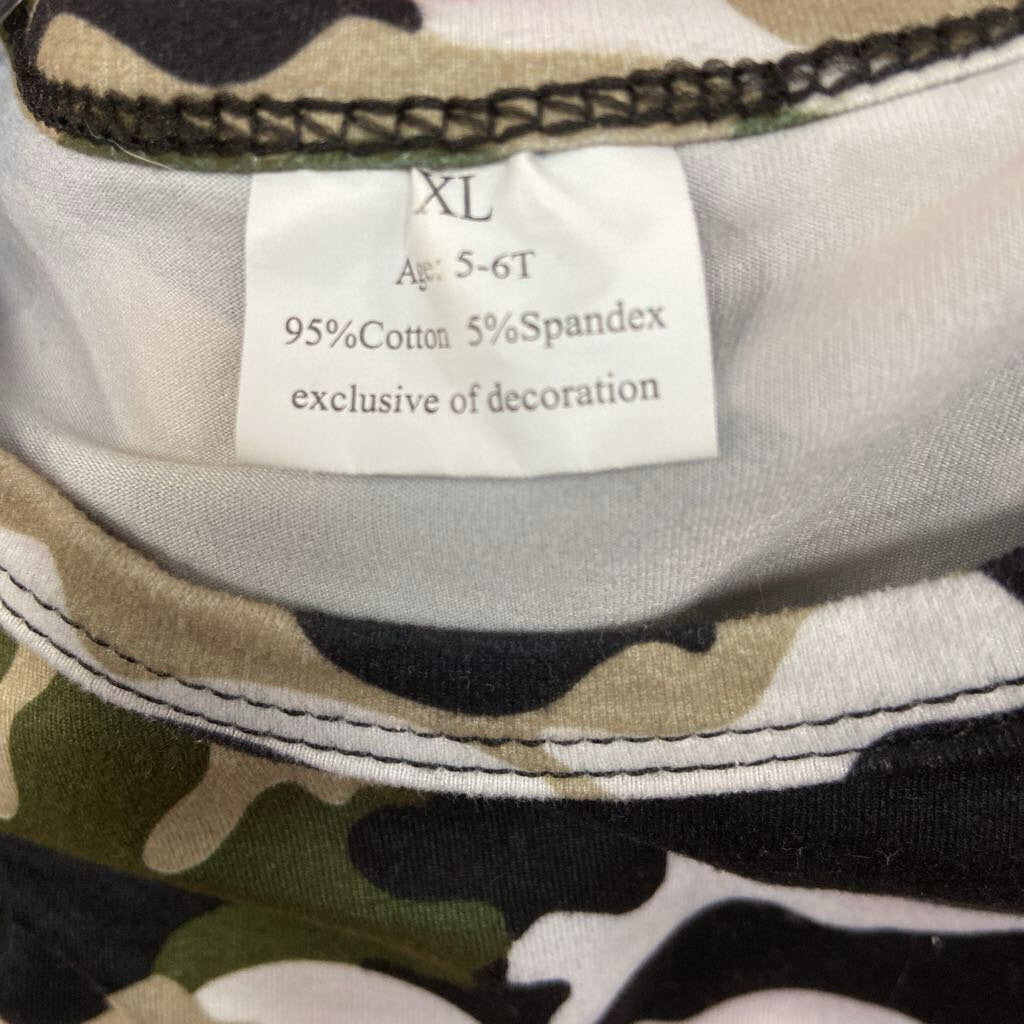 XL
Age: 5-6T
95%Cotton 5%Spandex
exclusive of decoration